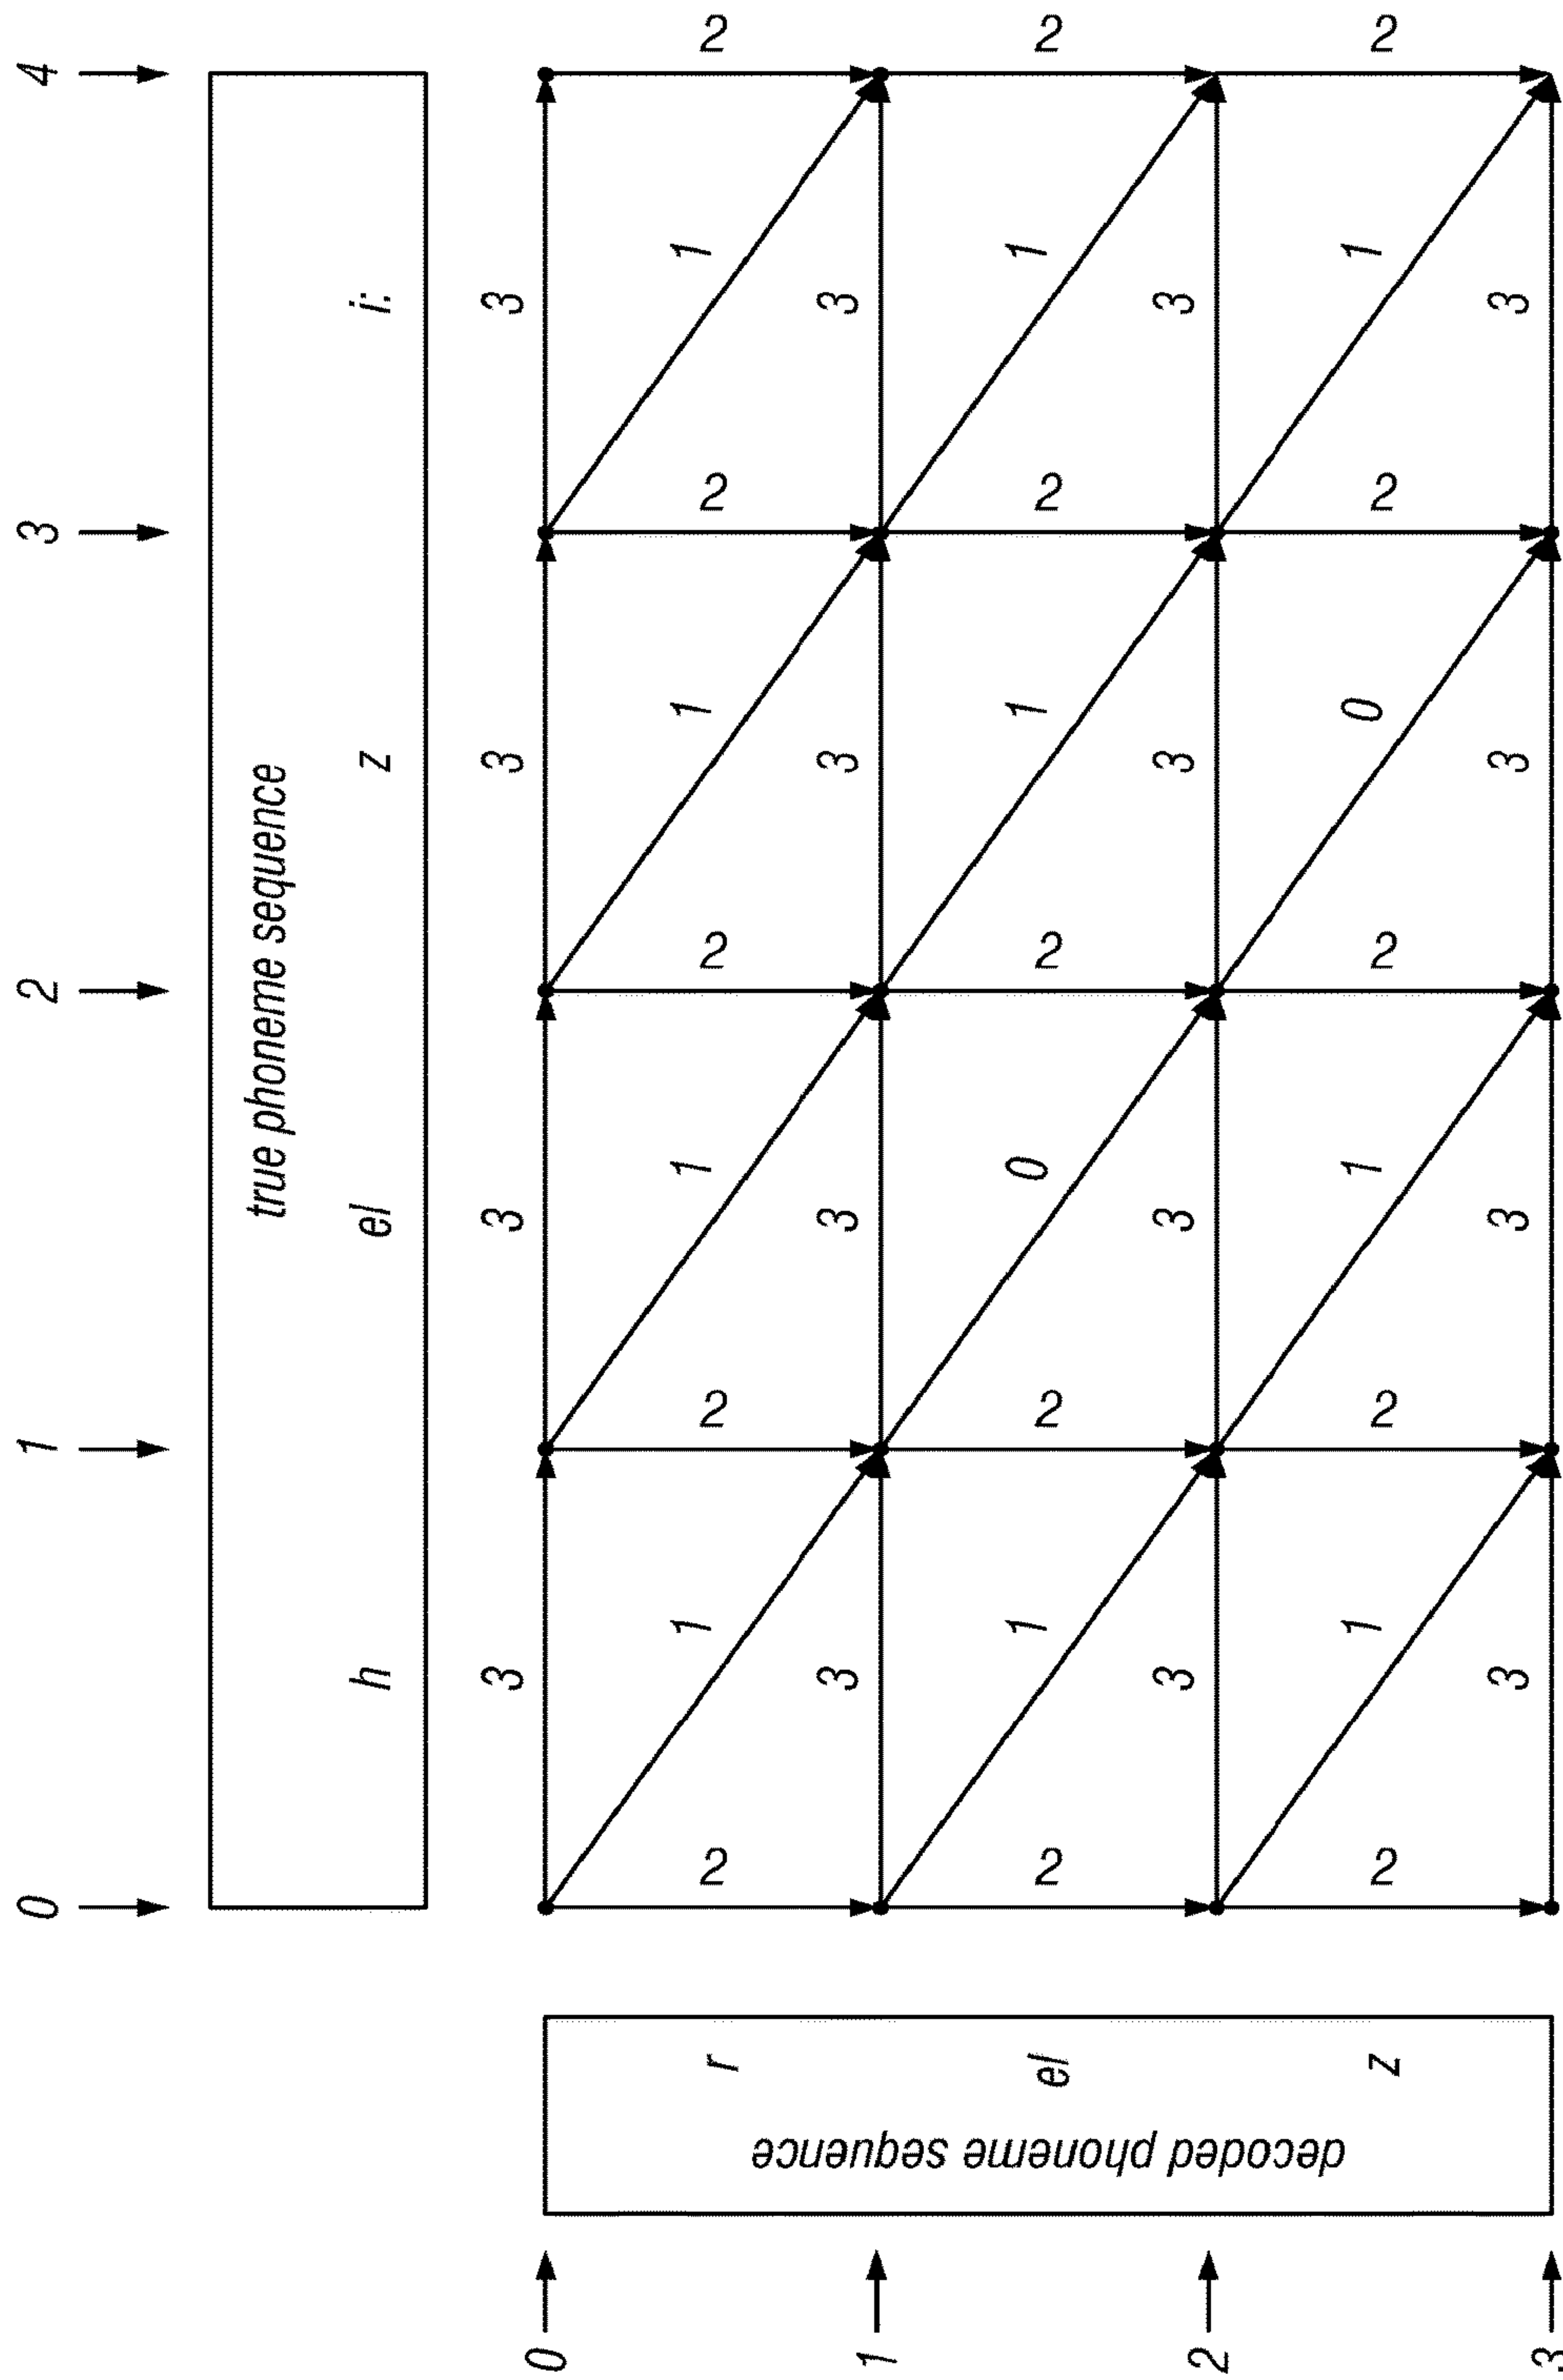 0 1 2 3 4
true phoneme sequence
h el z i:
0 3 3 3 3
decoded phoneme sequence
r 2 1 2 1 2 1 2 1 2
1 3 3 3 3
el 2 1 2 0 2 1 2 1 2
2 3 3 3 3
z 2 1 2 1 2 0 2 1 2
3 3 3 3 3